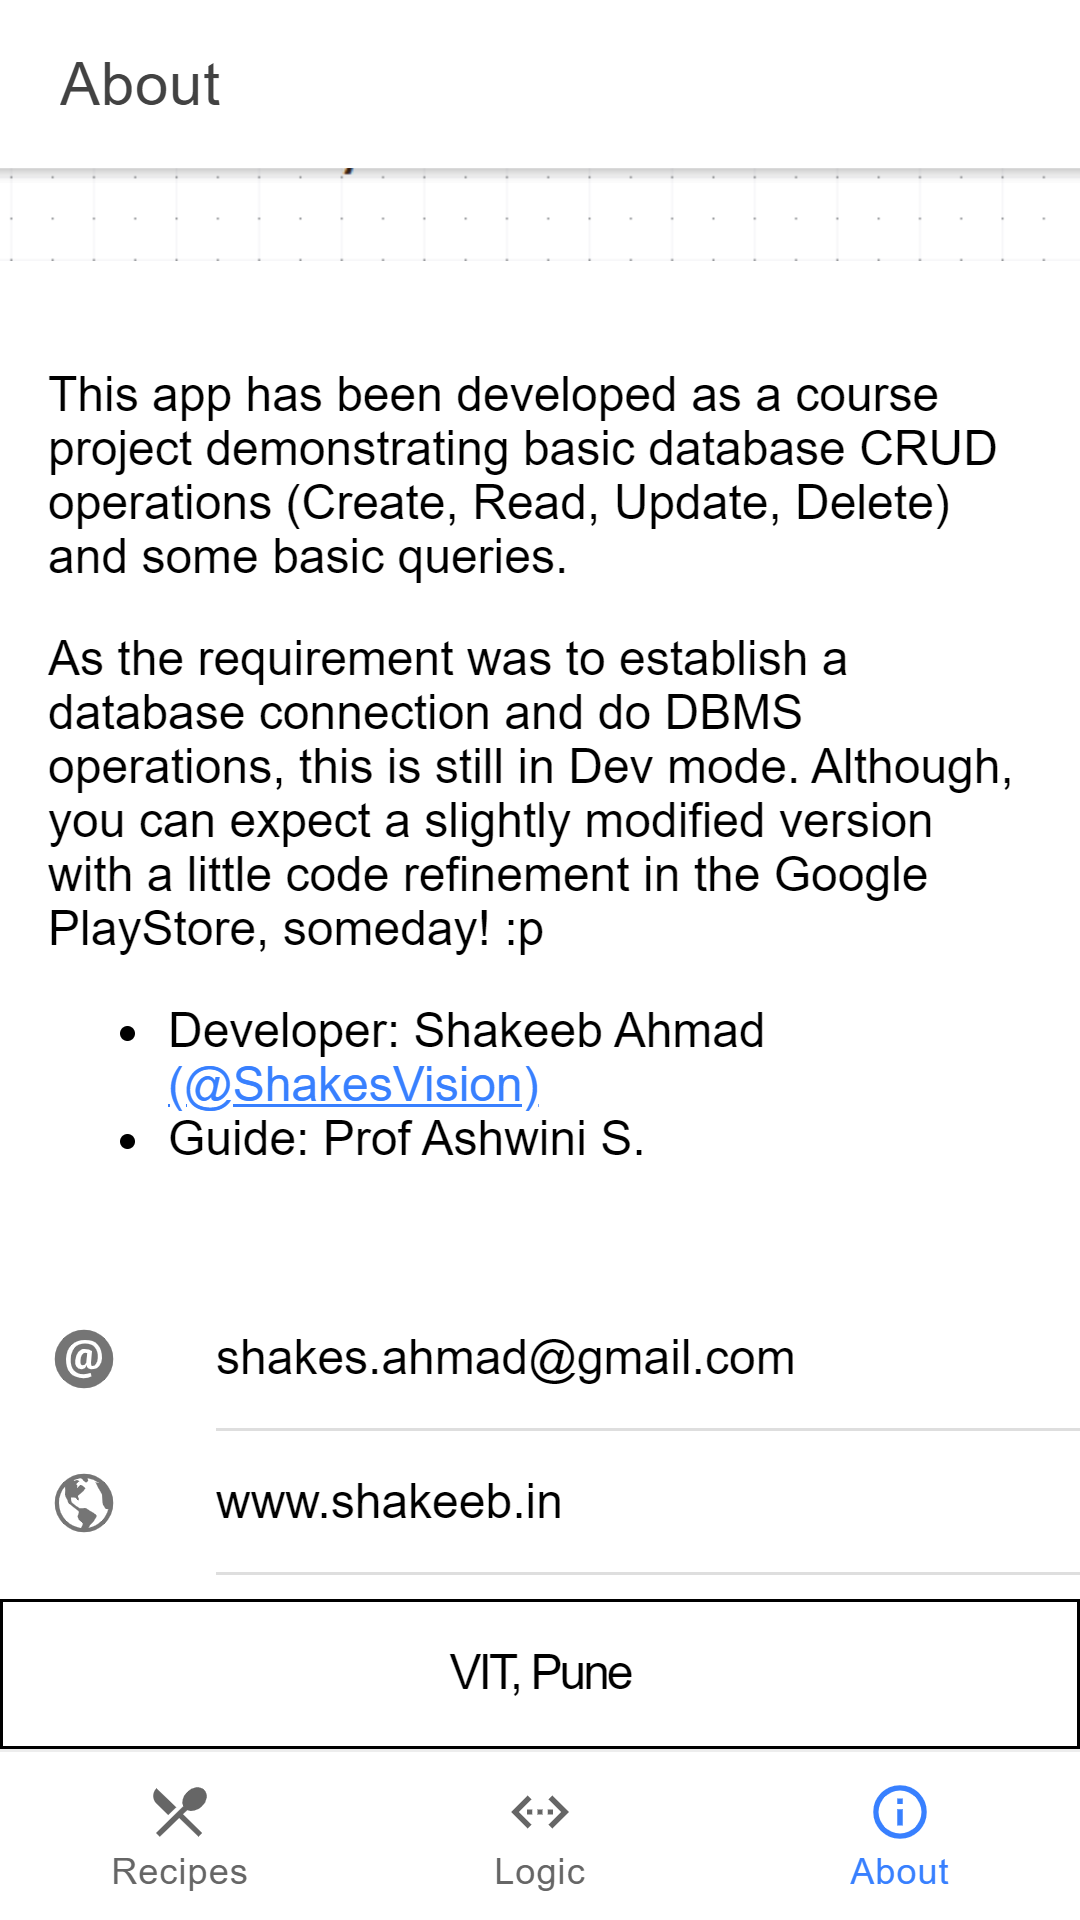 About
This app has been developed as a course
project demonstrating basic database CRUD
operations (Create, Read, Update, Delete)
and some basic queries.
As the requirement was to establish a
database connection and do DBMS
operations, this is still in Dev mode. Although,
you can expect a slightly modified version
with a little code refinement in the Google
PlayStore, someday! :p
Developer: Shakeeb Ahmad
(@ShakesVision)
Guide: Prof Ashwini S.
@ shakes.ahmad@gmail.com
www.shakeeb.in
VIT, Pune
Recipes Logic About